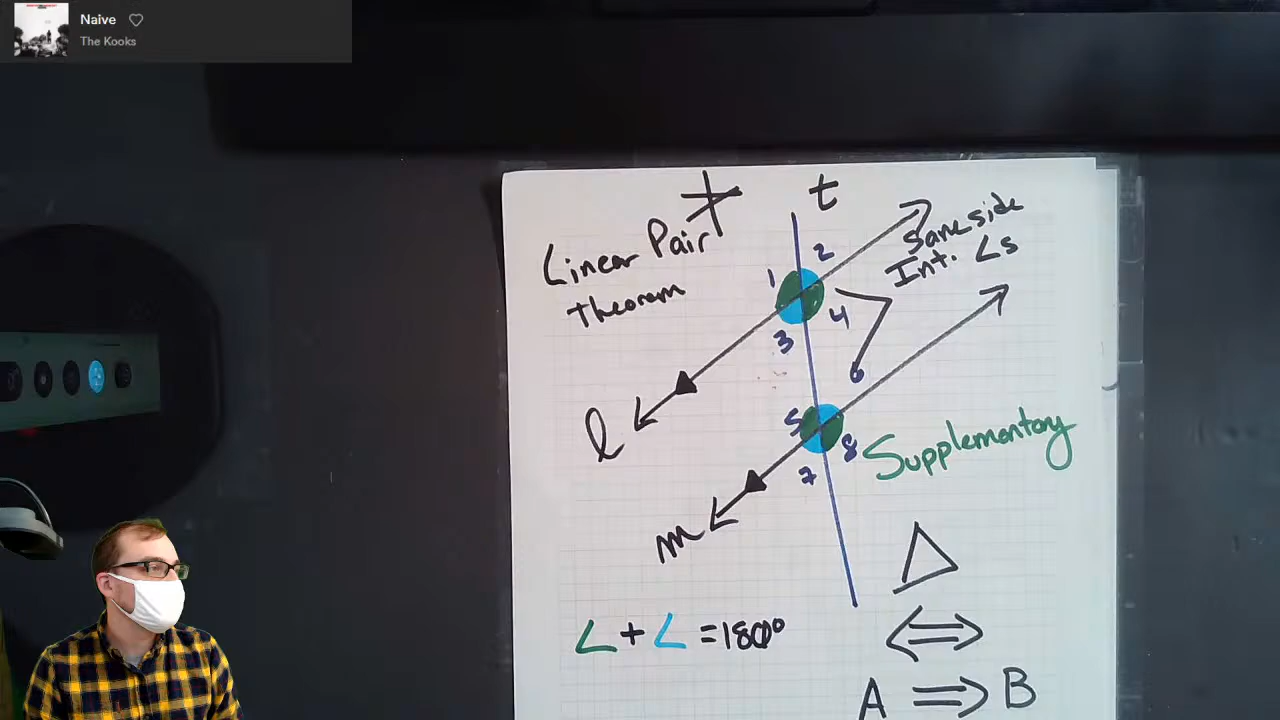 Naive
The Kooks
t
Linear Pair
theorem
Same side
Int. ∠s
1
2
3
4
l
5
6
7
8
Supplementary
m
∠ + ∠ = 180°
△
⇔
A ⇒ B